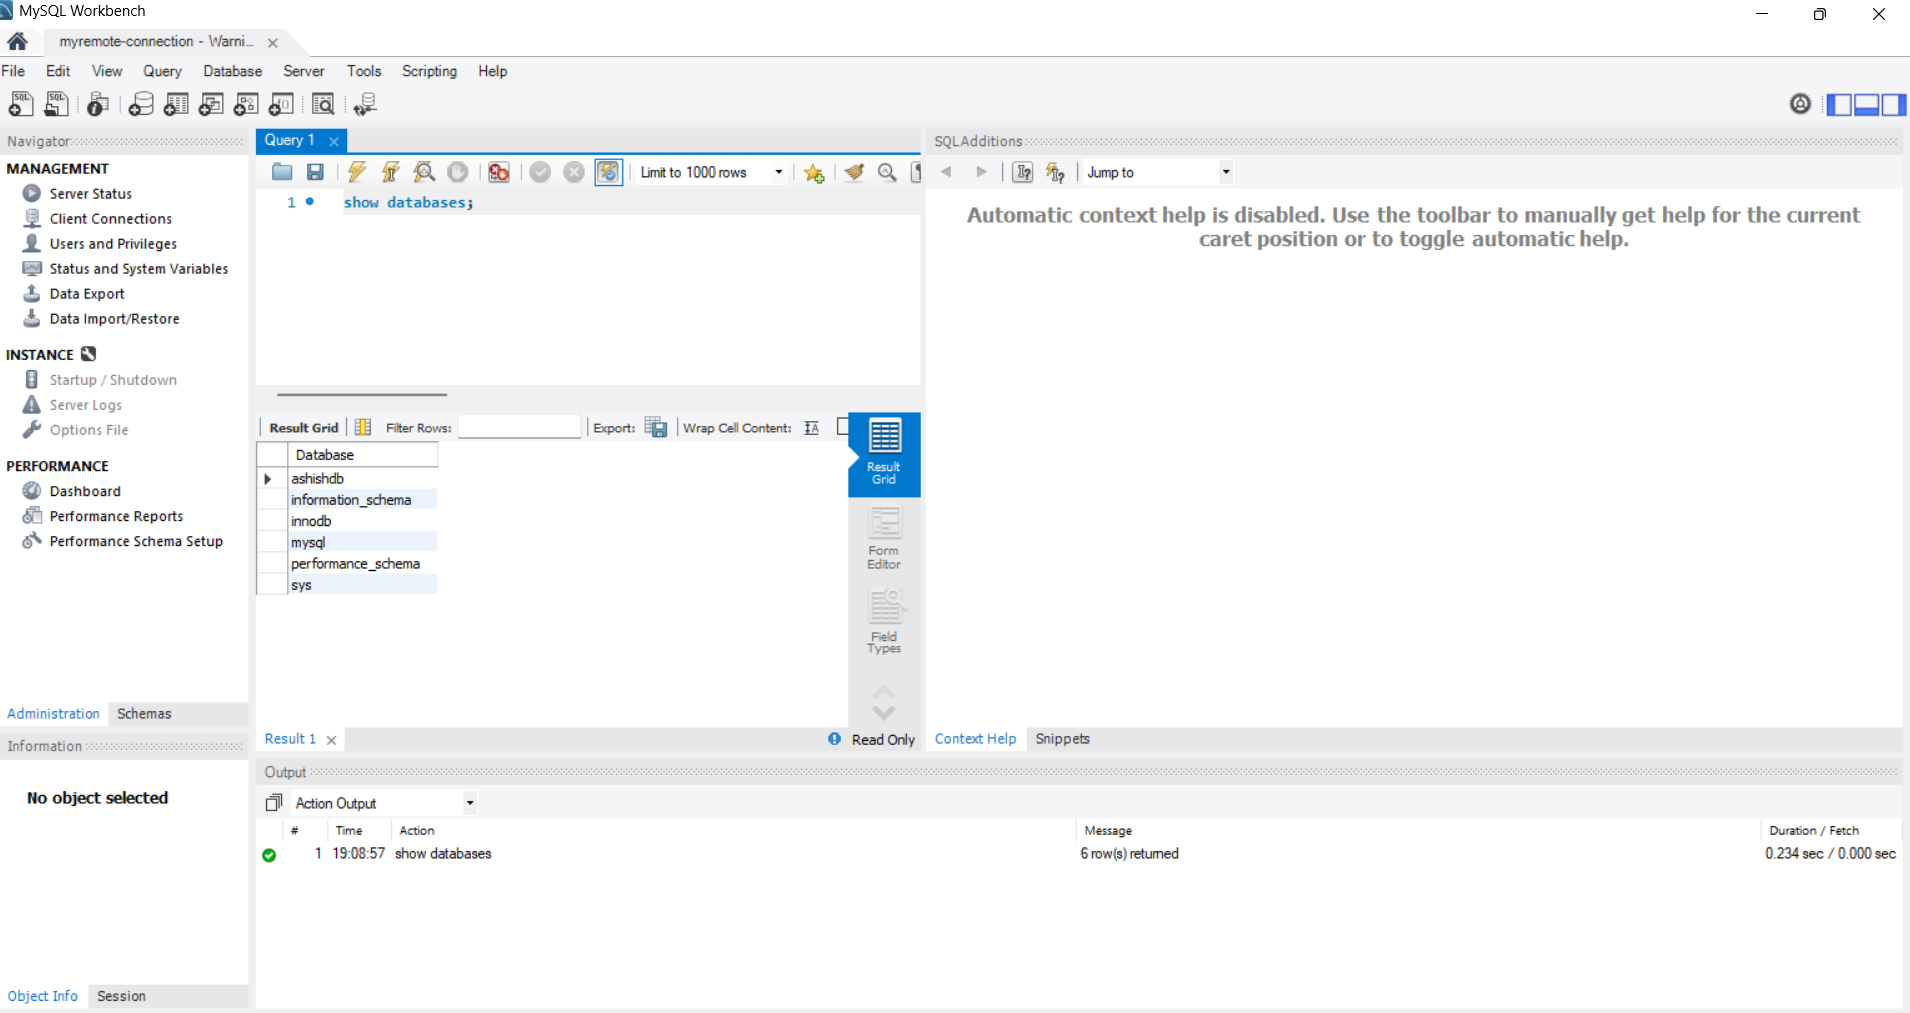 MySQL Workbench
myremote-connection - Warni...
File Edit View Query Database Server Tools Scripting Help
Navigator
MANAGEMENT
Server Status
Client Connections
Users and Privileges
Status and System Variables
Data Export
Data Import/Restore
INSTANCE
Startup / Shutdown
Server Logs
Options File
PERFORMANCE
Dashboard
Performance Reports
Performance Schema Setup
Administration Schemas
Information
No object selected
Object Info Session
Query 1
Limit to 1000 rows
1 show databases;
Result Grid Filter Rows: Export: Wrap Cell Content:
Database
ashishdb
information_schema
innodb
mysql
performance_schema
sys
Result
Grid
Form
Editor
Field
Types
Result 1 Read Only
SQLAdditions
Jump to
Automatic context help is disabled. Use the toolbar to manually get help for the current
caret position or to toggle automatic help.
Context Help Snippets
Output
Action Output
# Time Action Message Duration / Fetch
1 19:08:57 show databases 6 row(s) returned 0.234 sec / 0.000 sec